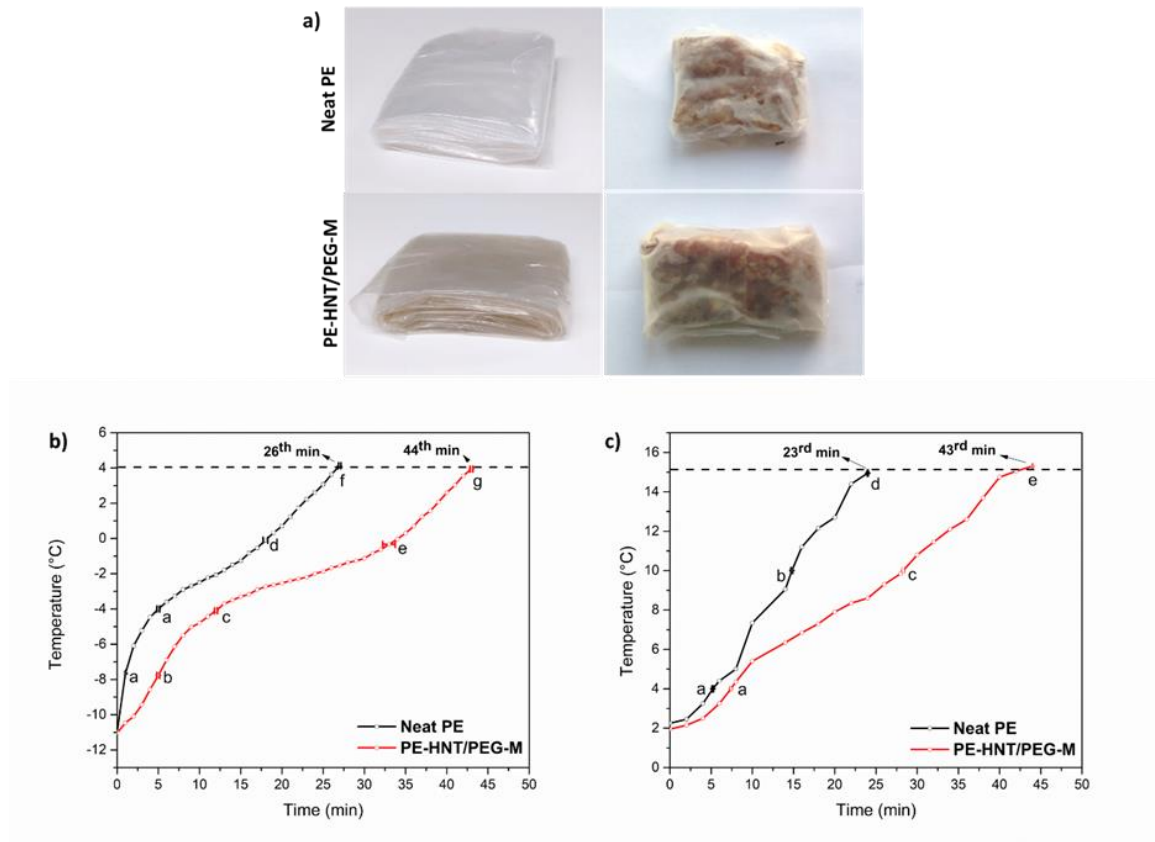 a)
Neat PE
PE-HNT/PEG-M
b)
6
4
2
0
-2
-4
-6
-8
-10
-12
Temperature (°C)
26th min
44th min
a
a
b
c
d
e
f
g
Neat PE
PE-HNT/PEG-M
0 5 10 15 20 25 30 35 40 45 50
Time (min)
c)
16
14
12
10
8
6
4
2
0
Temperature (°C)
23rd min
43rd min
a
a
b
c
d
e
Neat PE
PE-HNT/PEG-M
0 5 10 15 20 25 30 35 40 45 50
Time (min)